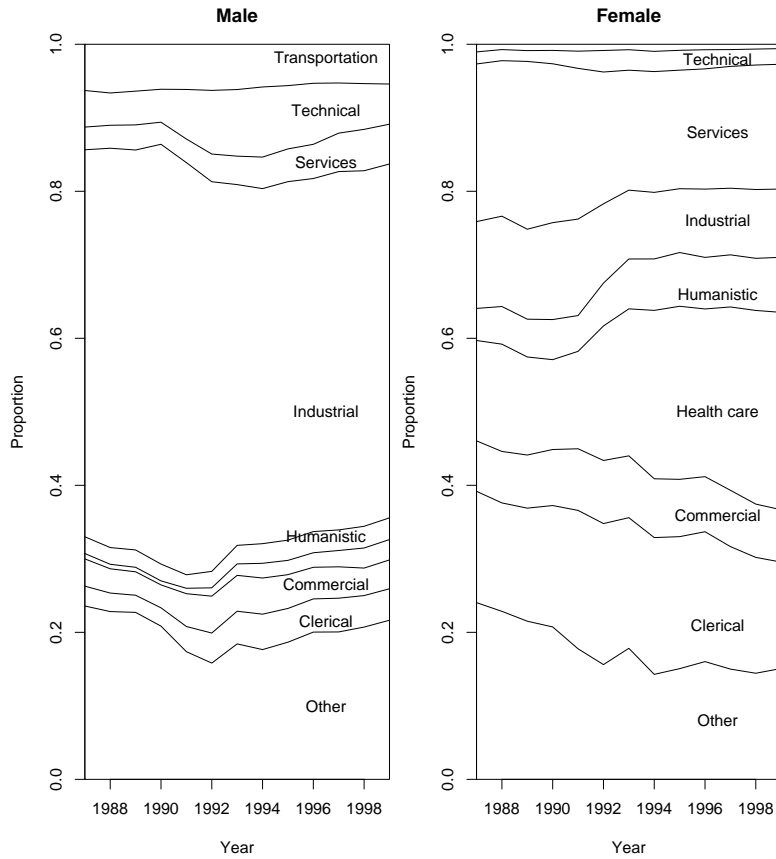 Male
Proportion
1.0
0.8
0.6
0.4
0.2
0.0
Transportation
Technical
Services
Industrial
Humanistic
Commercial
Clerical
Other
1988 1990 1992 1994 1996 1998
Year
Female
Proportion
1.0
0.8
0.6
0.4
0.2
0.0
Technical
Services
Industrial
Humanistic
Health care
Commercial
Clerical
Other
1988 1990 1992 1994 1996 1998
Year